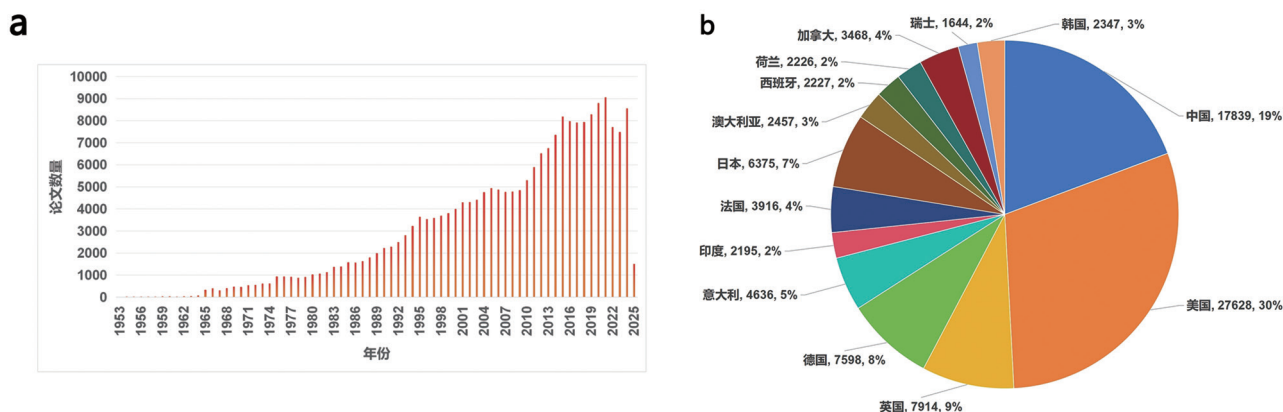 a
10000
9000
8000
7000
6000
5000
4000
3000
2000
1000
0
论文数量
1953
1956
1959
1962
1965
1968
1971
1974
1977
1980
1983
1986
1989
1992
1995
1998
2001
2004
2007
2010
2013
2016
2019
2022
2025
年份
b
瑞士, 1644, 2%
韩国, 2347, 3%
加拿大, 3468, 4%
荷兰, 2226, 2%
西班牙, 2227, 2%
澳大利亚, 2457, 3%
日本, 6375, 7%
法国, 3916, 4%
印度, 2195, 2%
意大利, 4636, 5%
德国, 7598, 8%
英国, 7914, 9%
中国, 17839, 19%
美国, 27628, 30%